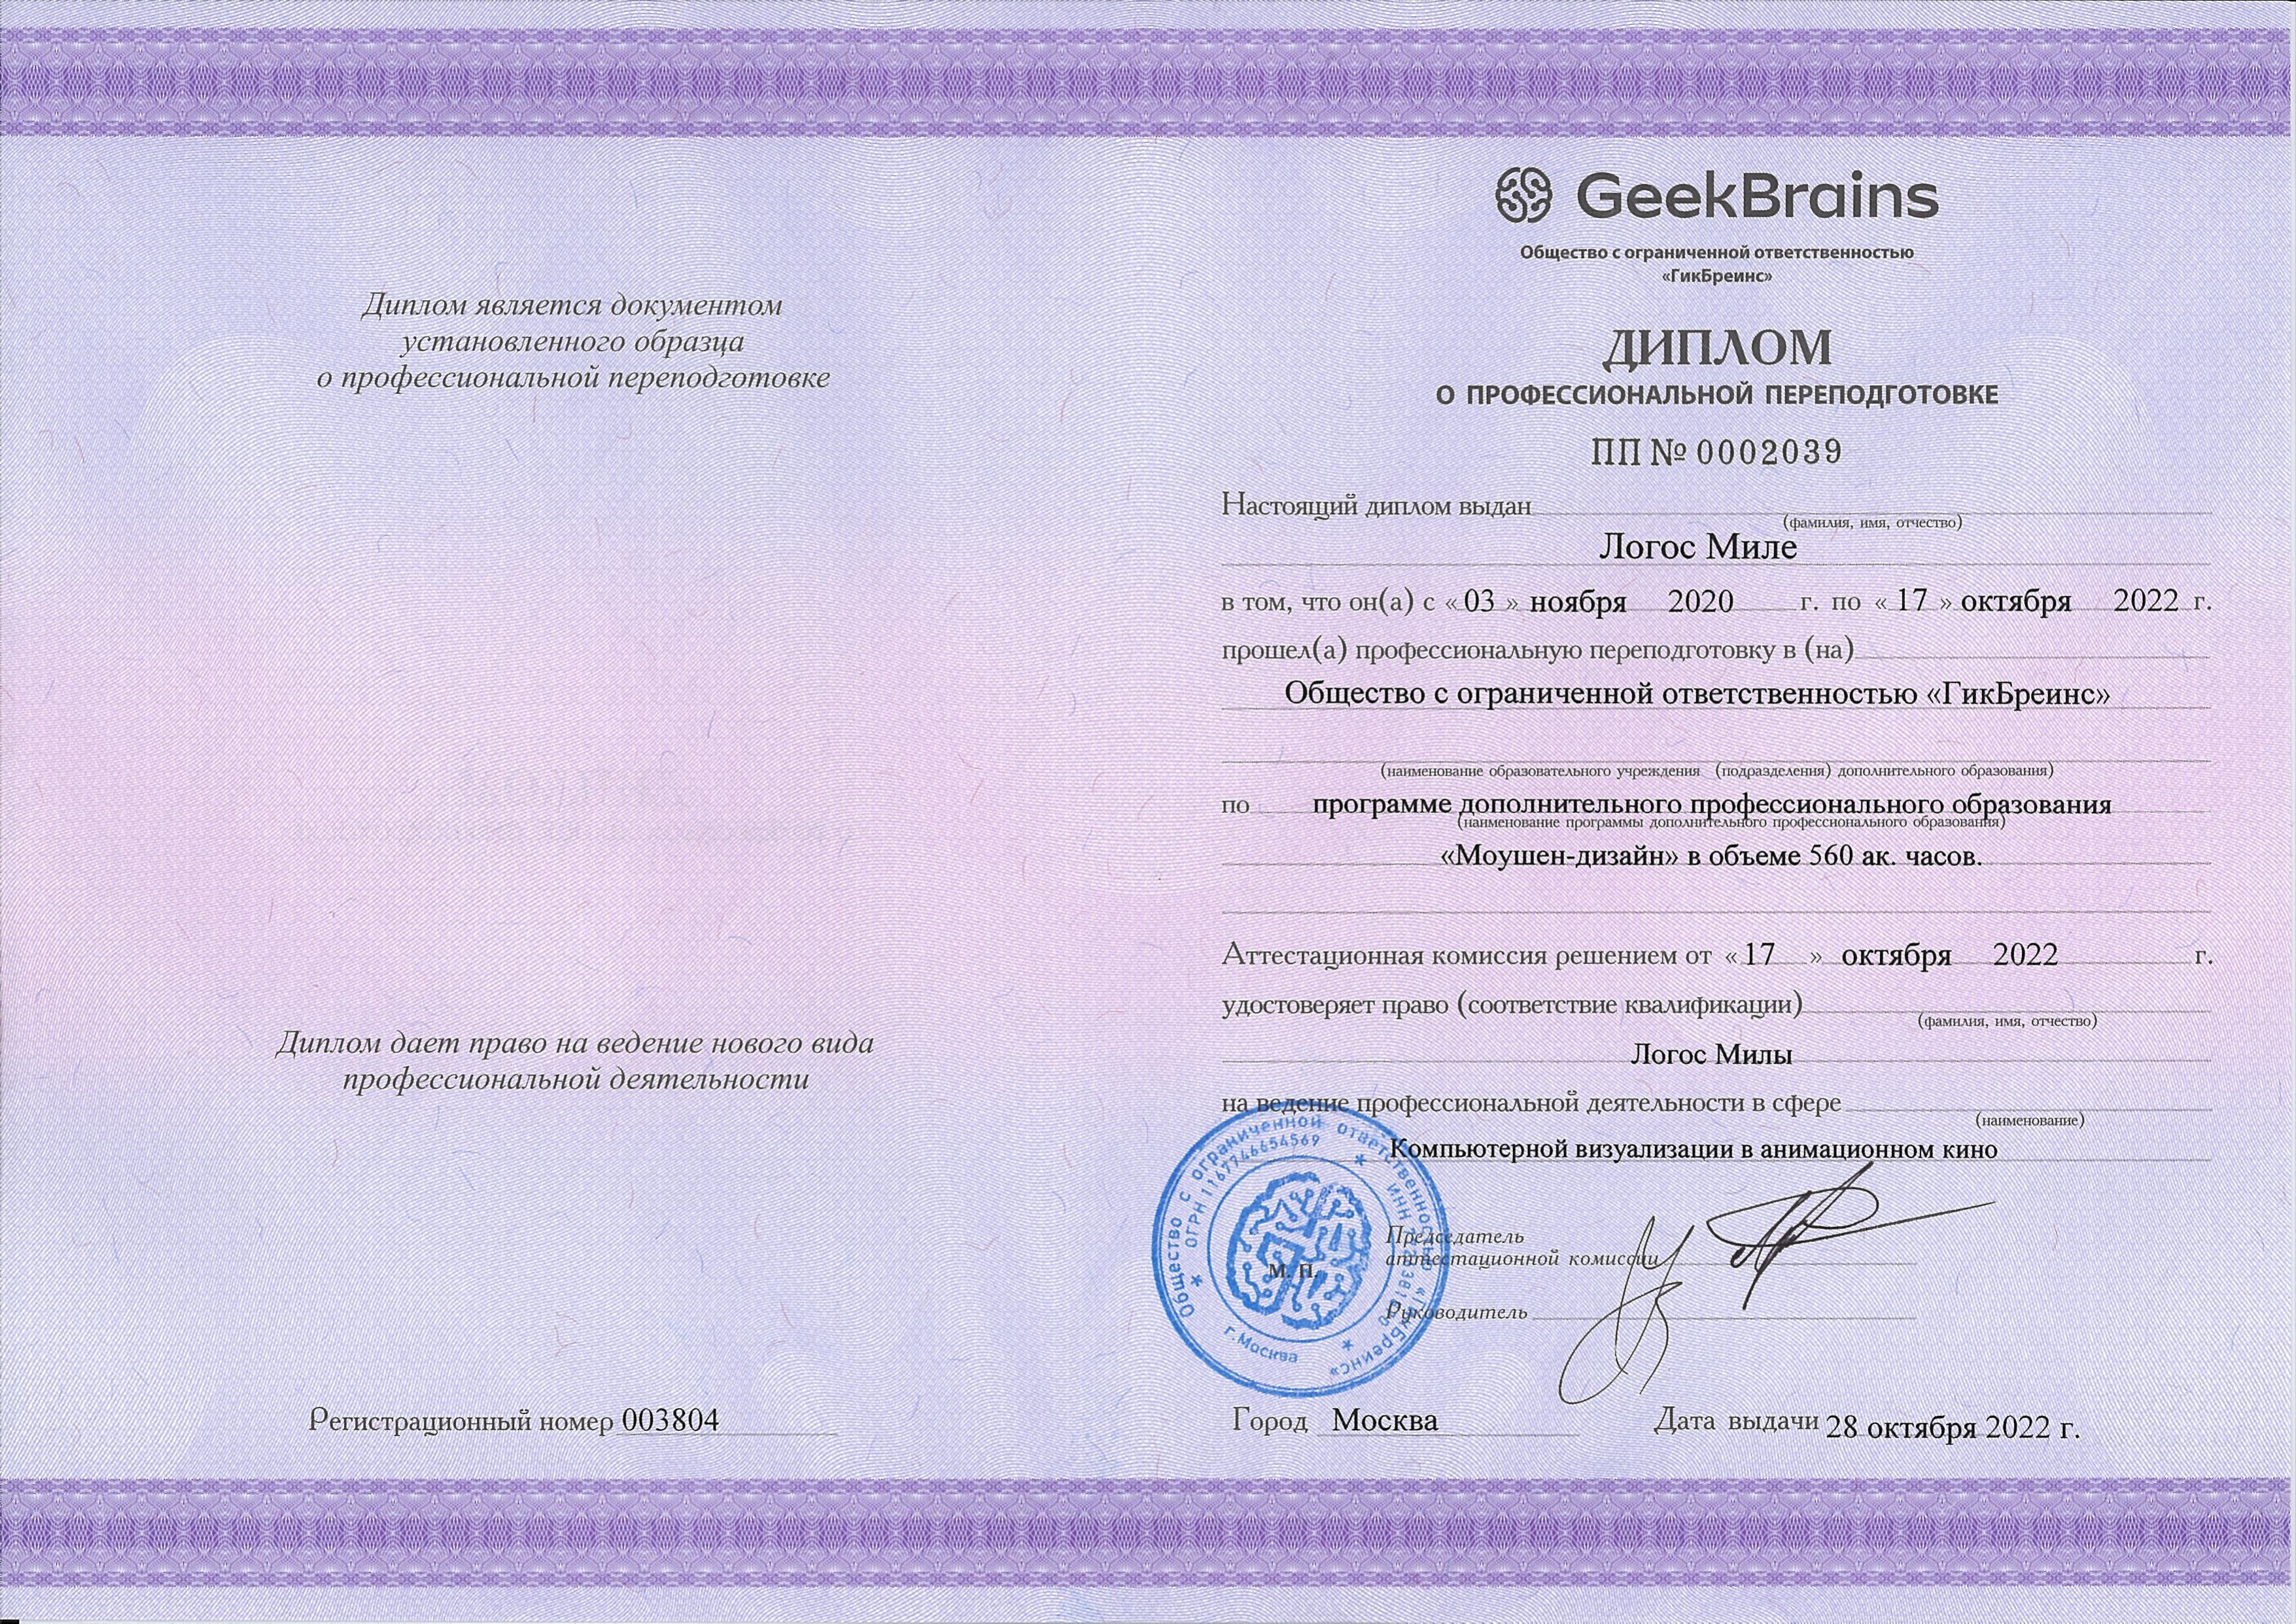 Диплом является документом
установленного образца
о профессиональной переподготовке
Диплом дает право на ведение нового вида
профессиональной деятельности
Регистрационный номер 003804
GeekBrains
Общество с ограниченной ответственностью
«ГикБреинс»
ДИПЛОМ
О ПРОФЕССИОНАЛЬНОЙ ПЕРЕПОДГОТОВКЕ
ПП № 0002039
Настоящий диплом выдан
(фамилия, имя, отчество)
Логос Миле
в том, что он(а) с «03» ноября 2020 г. по «17» октября 2022 г.
прошел(а) профессиональную переподготовку в (на)
Общество с ограниченной ответственностью «ГикБреинс»
(наименование образовательного учреждения (подразделения) дополнительного образования)
по программе дополнительного профессионального образования
(наименование программы дополнительного профессионального образования)
«Моушен-дизайн» в объеме 560 ак. часов.
Аттестационная комиссия решением от «17» октября 2022 г.
удостоверяет право (соответствие квалификации)
(фамилия, имя, отчество)
Логос Милы
на ведение профессиональной деятельности в сфере
(наименование)
Компьютерной визуализации в анимационном кино
Общество с ограниченной ответственностью «ГикБреинс»
ОГРН 1167746654569 * ИНН
г. Москва
М. П.
Председатель
аттестационной комиссии
Руководитель
Город Москва
Дата выдачи 28 октября 2022 г.